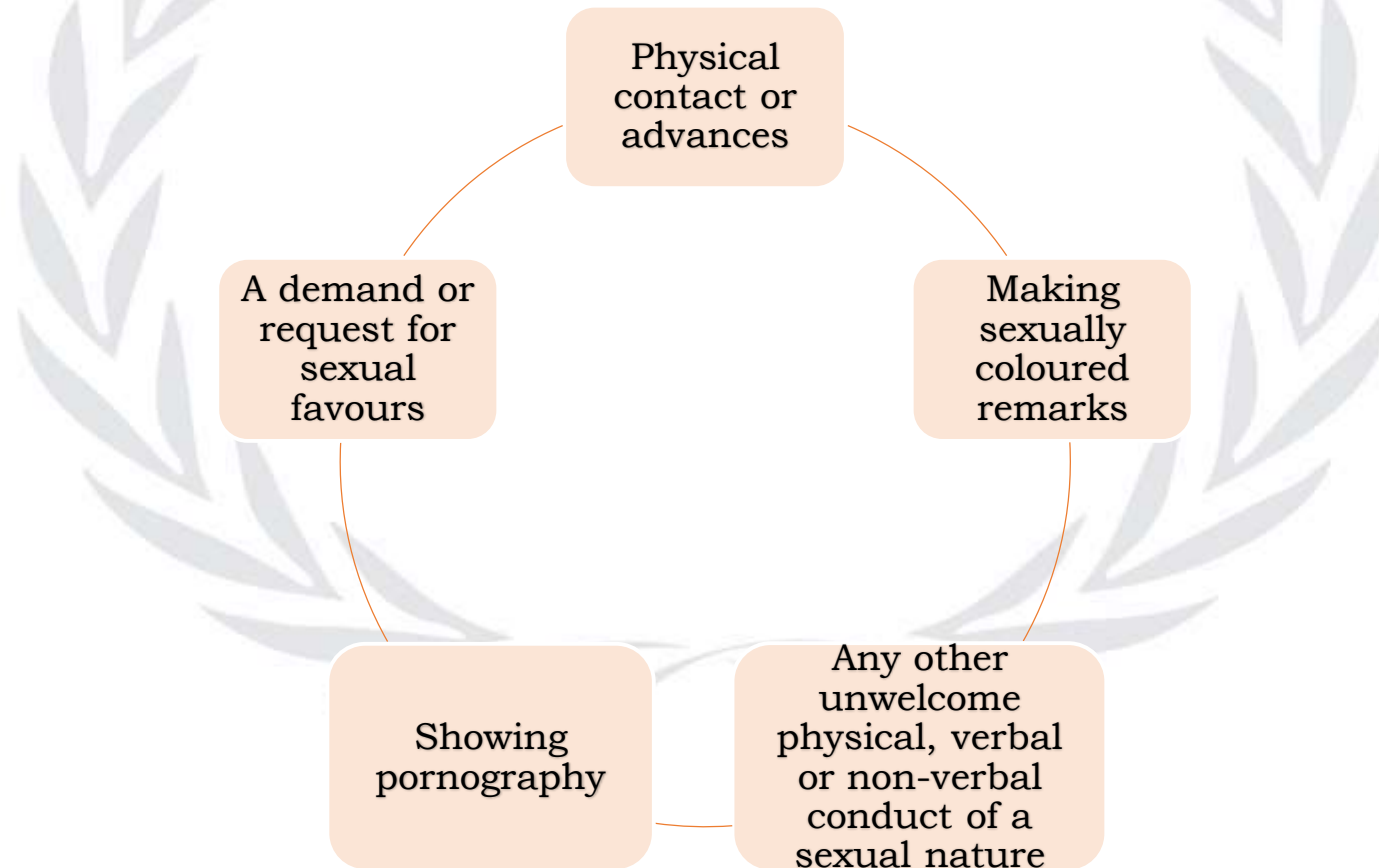 Physical
contact or
advances
A demand or
request for
sexual
favours
Making
sexually
coloured
remarks
Showing
pornography
Any other
unwelcome
physical, verbal
or non-verbal
conduct of a
sexual nature